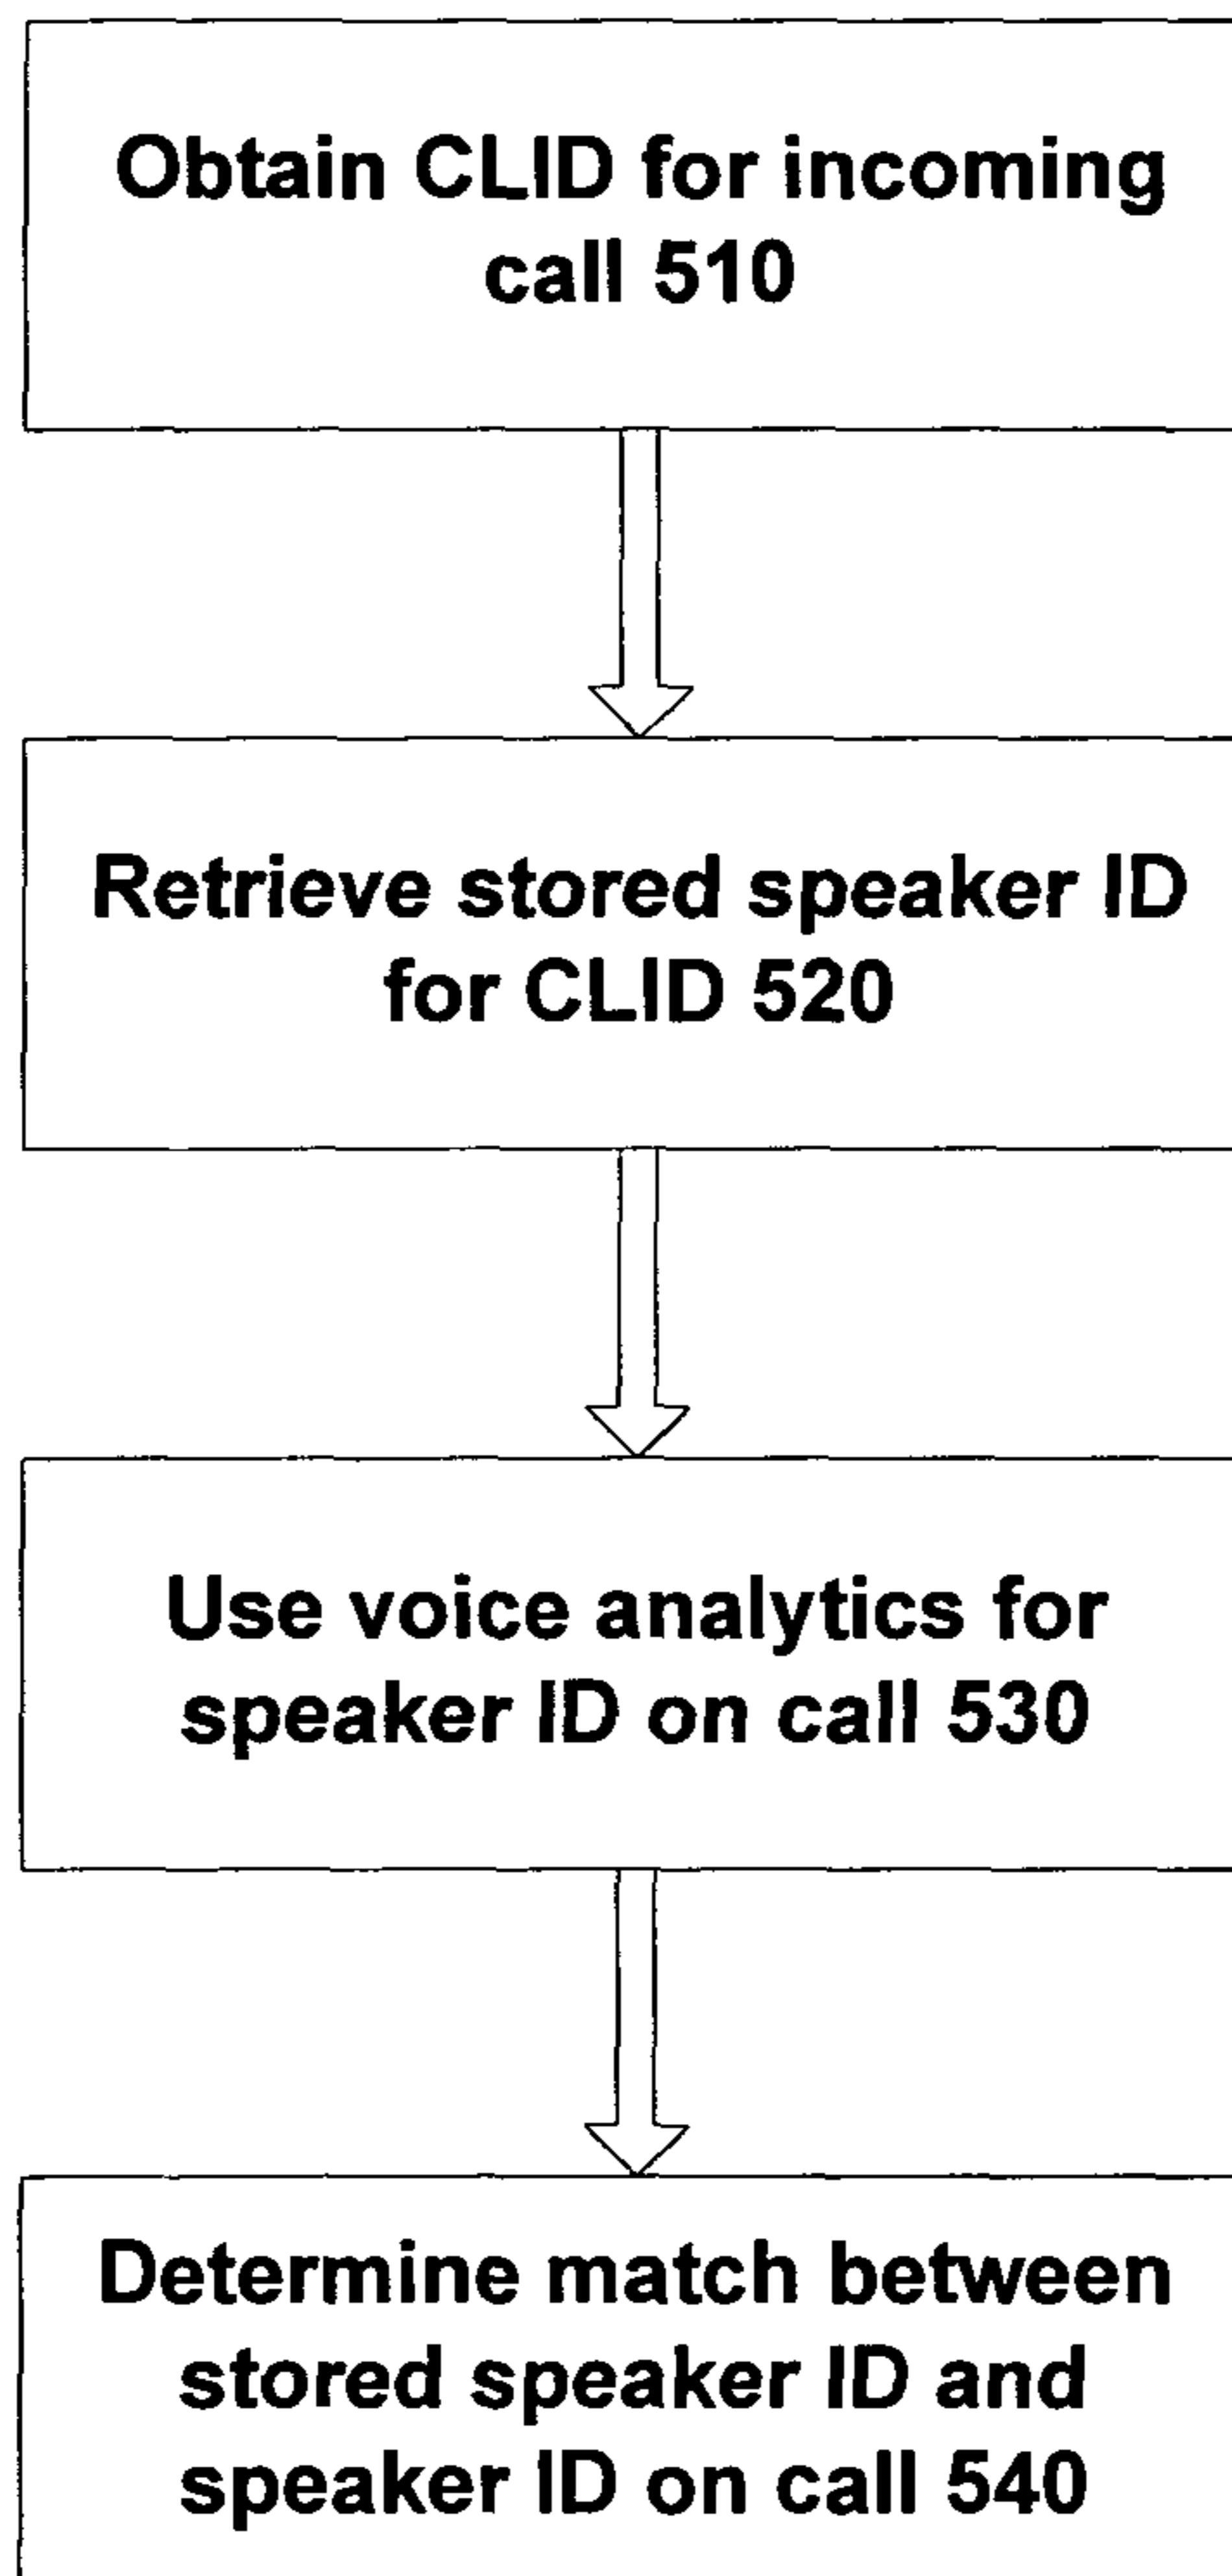 Obtain CLID for incoming
call 510
Retrieve stored speaker ID
for CLID 520
Use voice analytics for
speaker ID on call 530
Determine match between
stored speaker ID and
speaker ID on call 540